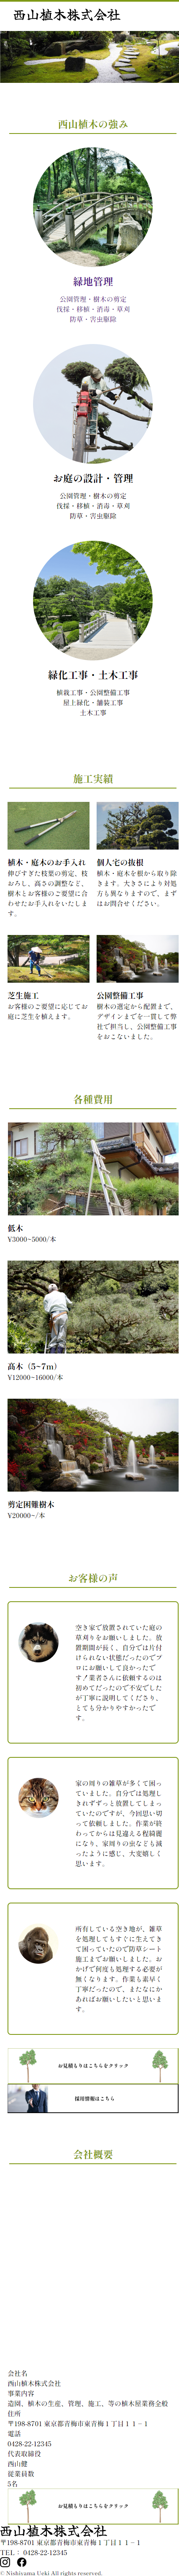 西山植木株式会社
西山植木の強み
緑地管理
公園管理・樹木の剪定
伐採・移植・消毒・草刈
防草・害虫駆除
お庭の設計・管理
公園管理・樹木の剪定
伐採・移植・消毒・草刈
防草・害虫駆除
緑化工事・土木工事
植栽工事・公園整備工事
屋上緑化・舗装工事
土木工事
施工実績
植木・庭木のお手入れ
伸びすぎた枝葉の剪定、枝
おろし、高さの調整など、
樹木とお客様のご要望に合
わせたお手入れをいたしま
す。
個人宅の抜根
植木・庭木を根から取り除
きます。大きさにより対処
方も異なりますので、まず
はお問合せください。
芝生施工
お客様のご要望に応じてお
庭に芝生を植えます。
公園整備工事
樹木の選定から配置まで、
デザインまでを一貫して弊
社で担当し、公園整備工事
をおこないました。
各種費用
低木
¥3000~5000/本
高木（5~7m）
¥12000~16000/本
剪定困難樹木
¥20000~/本
お客様の声
空き家で放置されていた庭の
草刈りをお願いしました。放
置期間が長く、自分では片付
けられない状態だったのでプ
ロにお願いして良かったで
す！業者さんに依頼するのは
初めてだったので不安でした
が丁寧に説明してくださり、
とても分かりやすかったで
す。
家の周りの雑草が多くて困っ
ていました。自分では処理し
きれずずっと放置してしまっ
ていたのですが、今回思い切
って依頼しました。作業が終
わってからは見違える程綺麗
になり、家周りの虫なども減
ったように感じ、大変嬉しく
思います。
所有している空き地が、雑草
を処理してもすぐに生えてき
て困っていたので防草シート
施工までお願いしました。お
かげで何度も処理する必要が
無くなります。作業も素早く
丁寧だったので、またなにか
あればお願いしたいと思いま
す。
お見積もりはこちらをクリック
採用情報はこちら
会社概要
会社名
西山植木株式会社
事業内容
造園、植木の生産、管理、施工、等の植木屋業務全般
住所
〒198-8701 東京都青梅市東青梅１丁目１１−１
電話
0428-22-12345
代表取締役
西山健
従業員数
5名
お見積もりはこちらをクリック
西山植木株式会社
〒198-8701 東京都青梅市東青梅１丁目１１−１
TEL： 0428-22-12345
© Nishiyama Ueki All rights reserved.